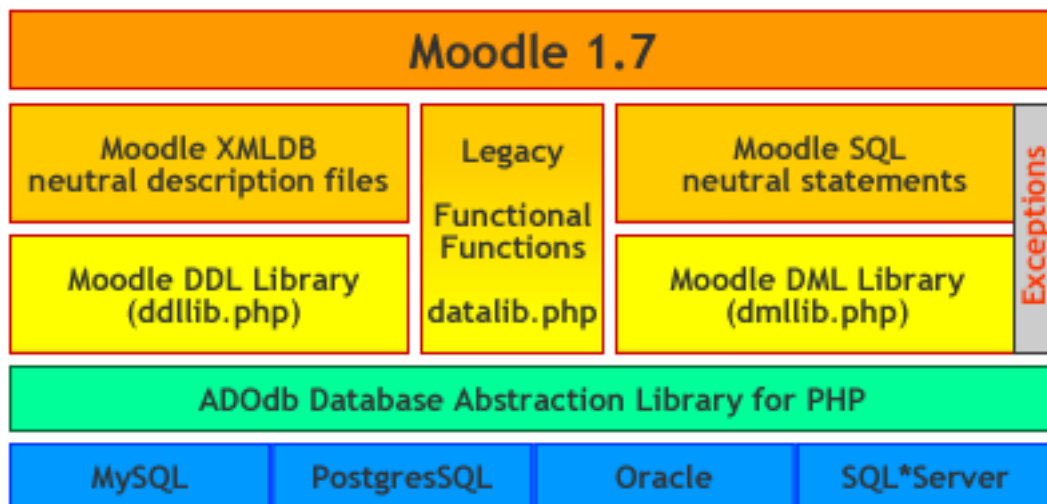 Moodle 1.7
Moodle XMLDB
neutral description files
Legacy
Functional
Functions
datalib.php
Moodle SQL
neutral statements
Exceptions
Moodle DDL Library
(ddllib.php)
Moodle DML Library
(dmllib.php)
ADOdb Database Abstraction Library for PHP
MySQL
PostgresSQL
Oracle
SQL*Server